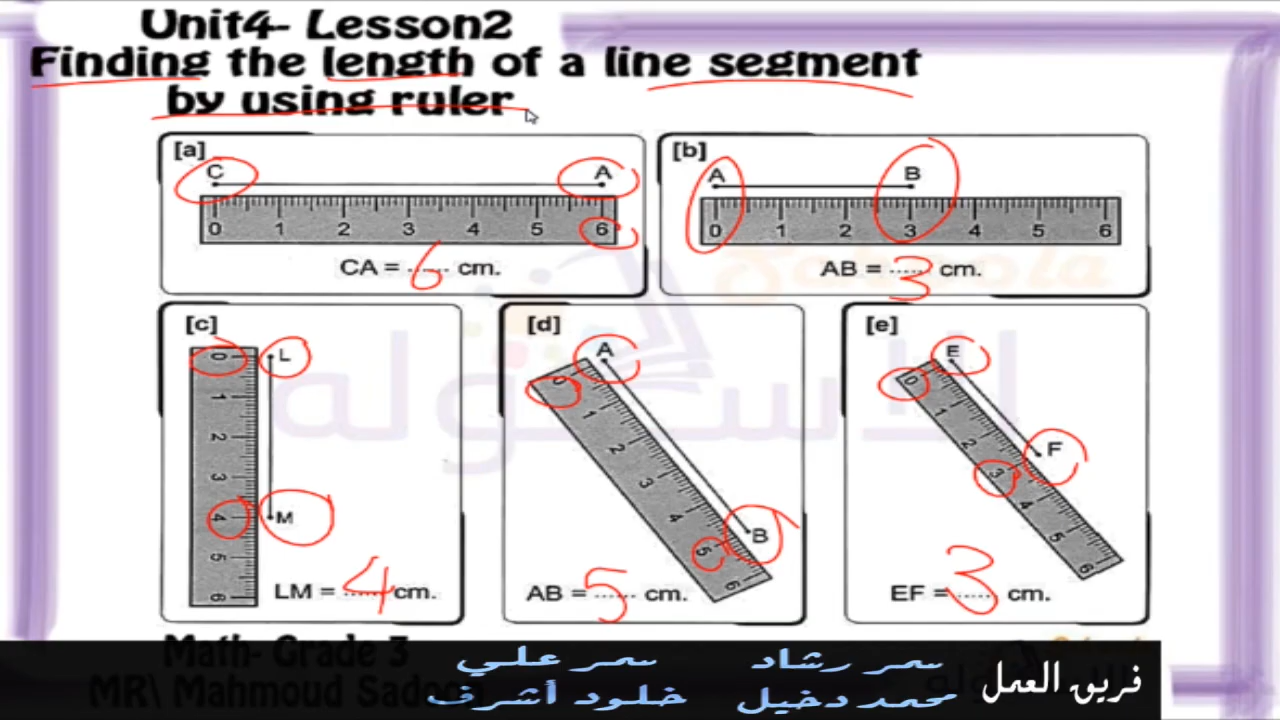 Unit4- Lesson2
Finding the length of a line segment
by using ruler
[a]
C A
0 1 2 3 4 5 6
CA = 6 cm.
[b]
A B
0 1 2 3 4 5 6
AB = 3 cm.
[c]
L
M
0 1 2 3 4 5 6
LM = 4 cm.
[d]
A
B
0 1 2 3 4 5 6
AB = 5 cm.
[e]
E
F
0 1 2 3 4 5 6
EF = 3 cm.
الاسكوله
Math- Grade 3
MR\ Mahmoud
فريق العمل
سمر رشاد سمر علي
محمد دخيل خلود أشرف